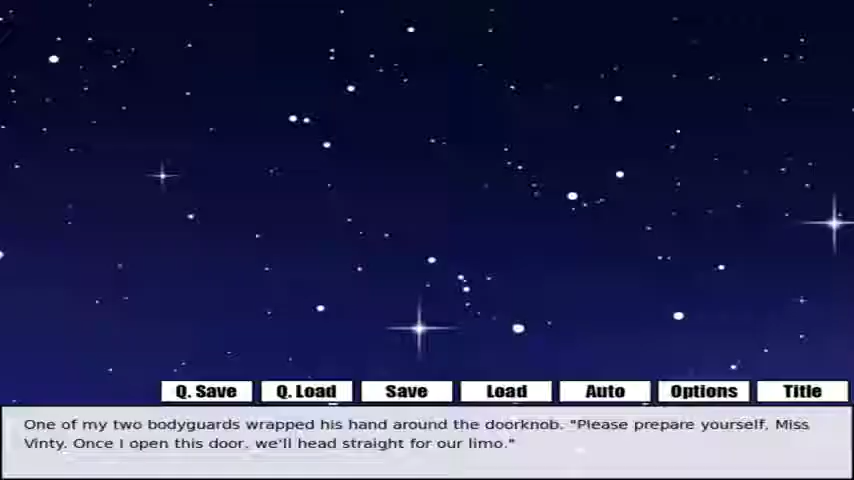 Q. Save
Q. Load
Save
Load
Auto
Options
Title
One of my two bodyguards wrapped his hand around the doorknob. "Please prepare yourself, Miss
Vinty. Once I open this door, we'll head straight for our limo."